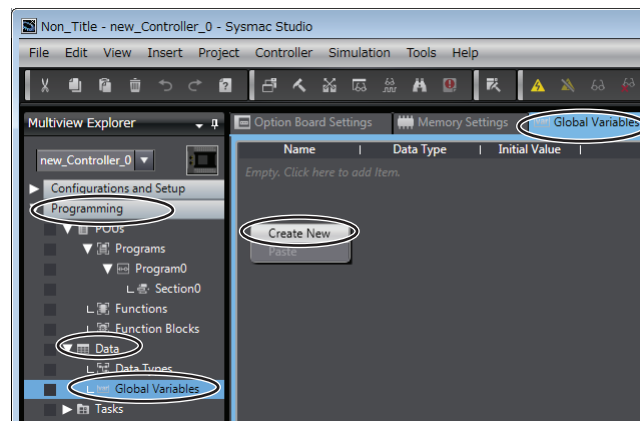 Non_Title - new_Controller_0 - Sysmac Studio
File Edit View Insert Project Controller Simulation Tools Help
Multiview Explorer
Option Board Settings Memory Settings Global Variables
new_Controller_0
Name Data Type Initial Value
Empty. Click here to add Item.
Configurations and Setup
Programming
POUs
Create New
Programs
Paste
Program0
Section0
Functions
Function Blocks
Data
Data Types
Global Variables
Tasks